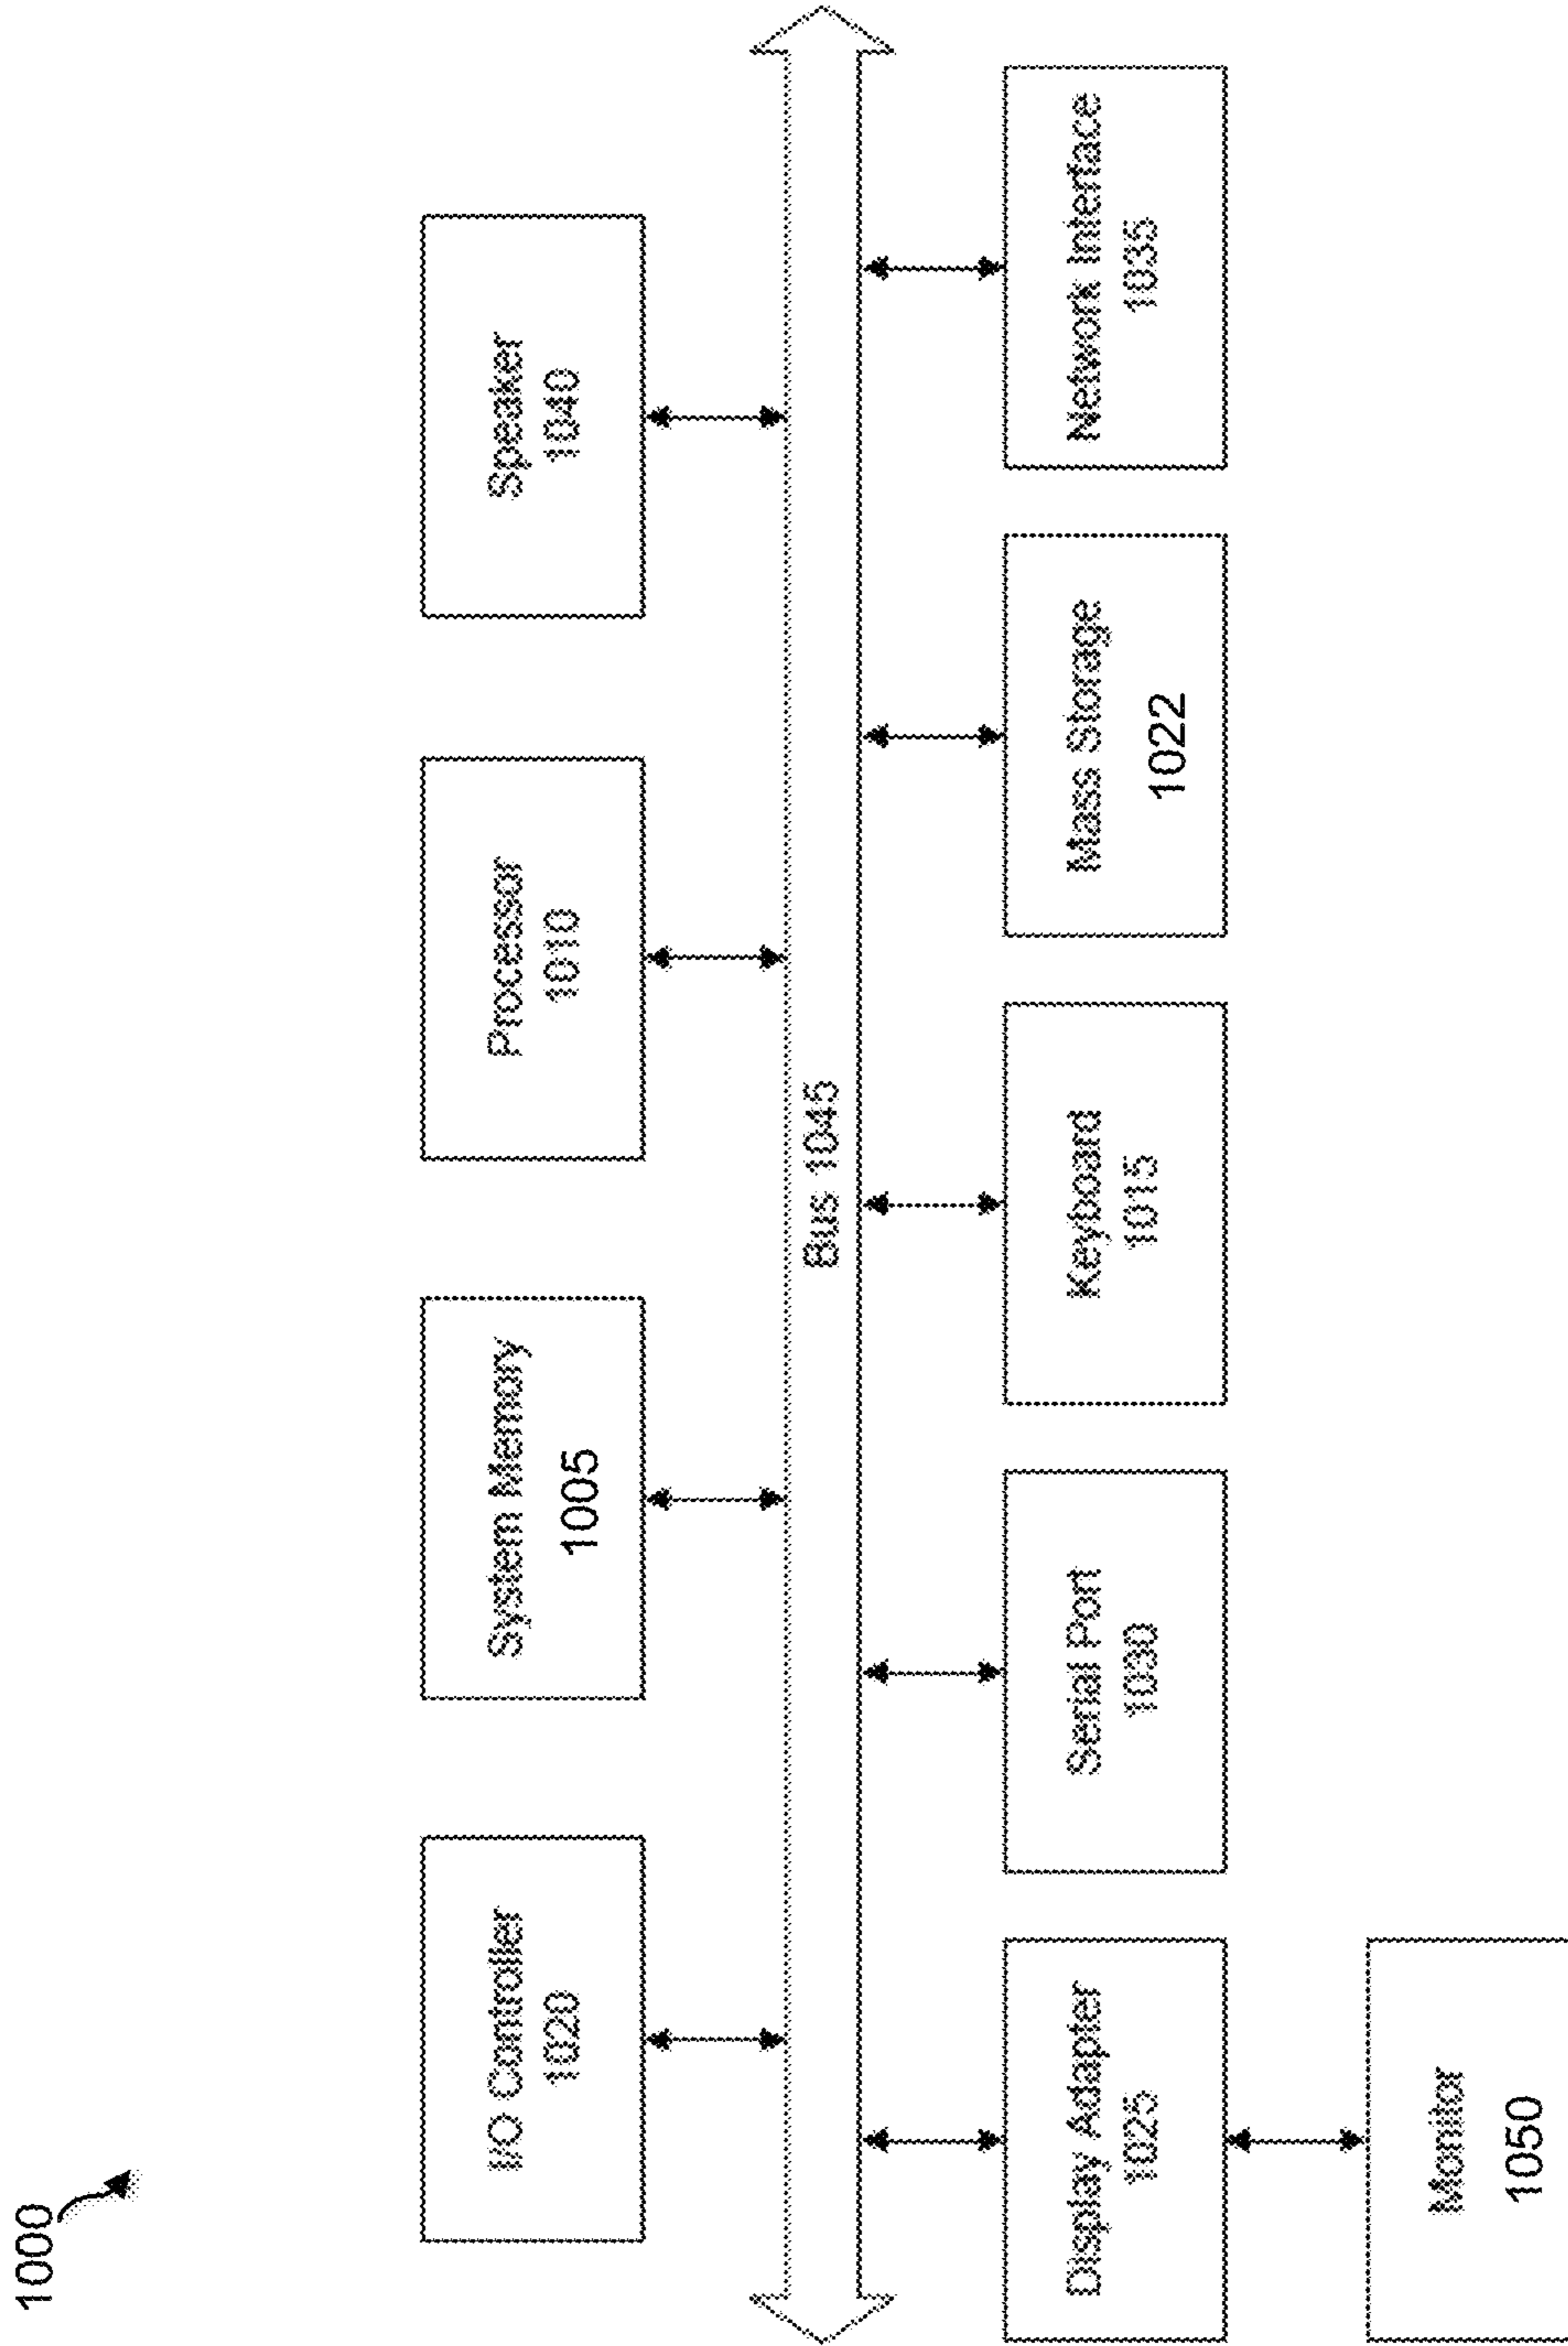 1000
I/O Controller
1020
System Memory
1005
Processor
1010
Speaker
1040
Bus 1045
Display Adapter
1025
Serial Port
1030
Keyboard
1015
Mass Storage
1022
Network Interface
1035
Monitor
1050